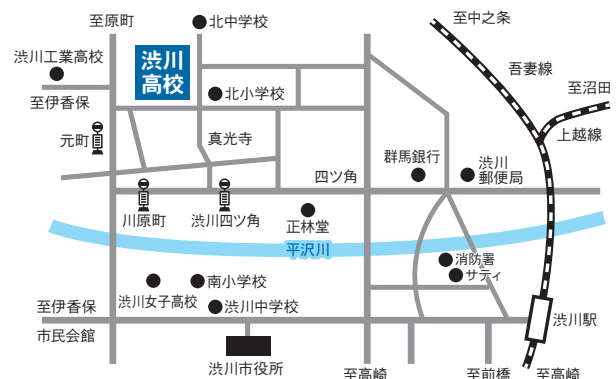 至原町
北中学校
至中之条
渋川工業高校
渋川
高校
吾妻線
至沼田
北小学校
至伊香保
上越線
元町
真光寺
群馬銀行
渋川
郵便局
四ツ角
川原町
渋川四ツ角
正林堂
平沢川
消防署
サティ
南小学校
渋川女子高校
渋川中学校
至伊香保
市民会館
渋川駅
渋川市役所
至高崎
至前橋
至高崎